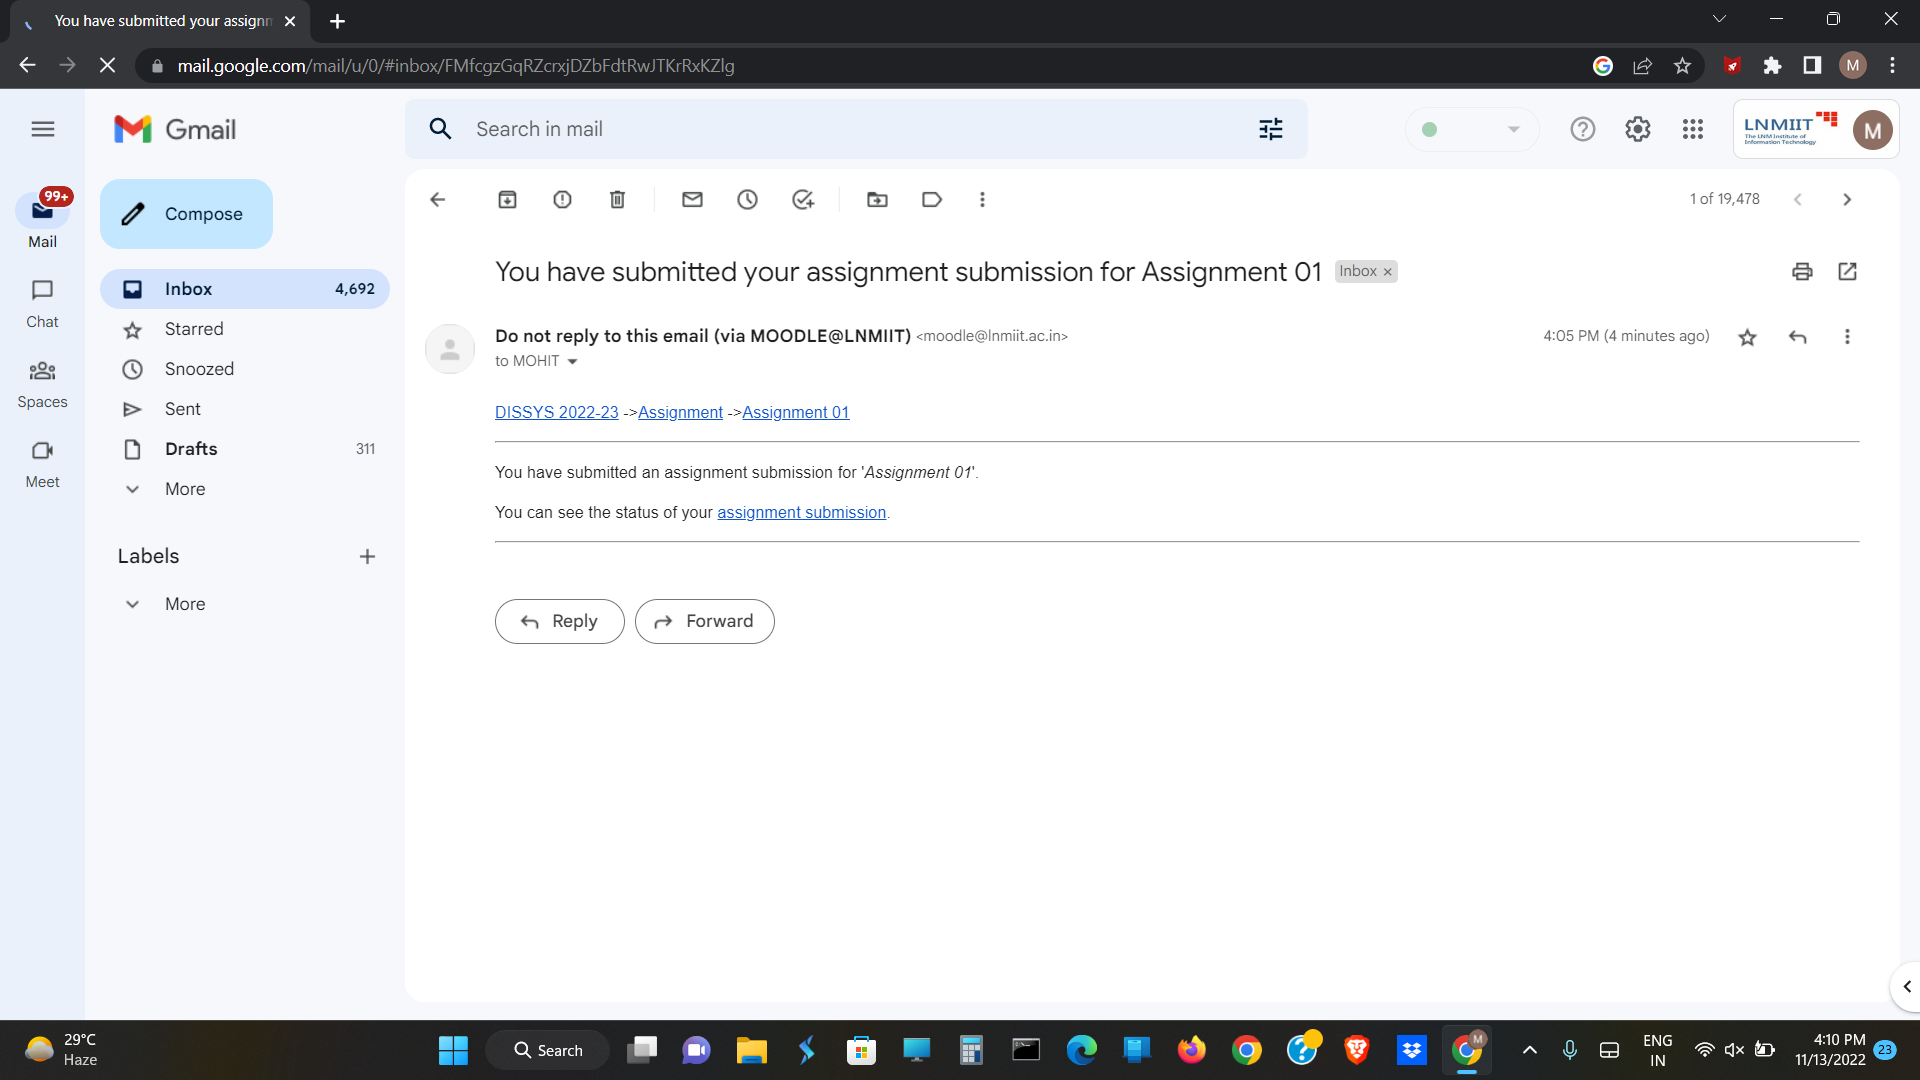 You have submitted your assignm
mail.google.com/mail/u/0/#inbox/FMfcgzGqRZcrxjDZbFdtRwJTKrRxKZlg
M
Gmail
Search in mail
LNMIIT
The LNM Institute of
Information Technology
M
99+
Mail
Compose
1 of 19,478
You have submitted your assignment submission for Assignment 01
Inbox ×
Inbox 4,692
Chat
Starred
Do not reply to this email (via MOODLE@LNMIIT) <moodle@lnmiit.ac.in>
4:05 PM (4 minutes ago)
to MOHIT
Snoozed
Spaces
Sent
DISSYS 2022-23 ->Assignment ->Assignment 01
Drafts 311
Meet
More
You have submitted an assignment submission for 'Assignment 01'.
You can see the status of your assignment submission.
Labels
More
Reply
Forward
29°C
Haze
Search
M
ENG
IN
4:10 PM
11/13/2022
23